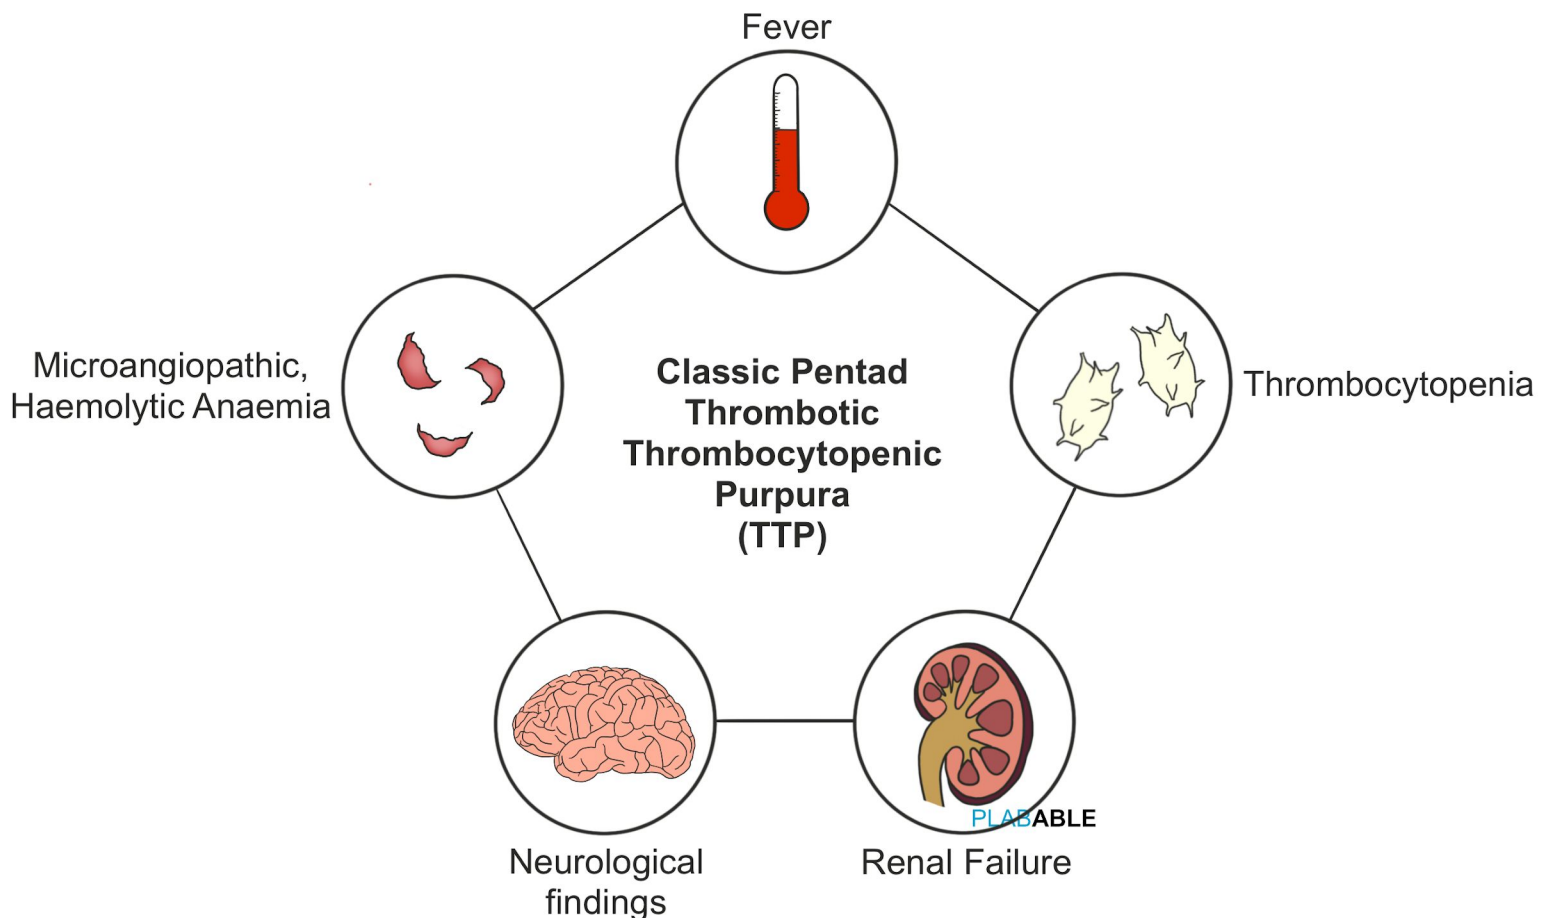 Fever
Microangiopathic,
Haemolytic Anaemia
Classic Pentad
Thrombotic
Thrombocytopenic
Purpura
(TTP)
Thrombocytopenia
PLABABLE
Neurological
findings
Renal Failure